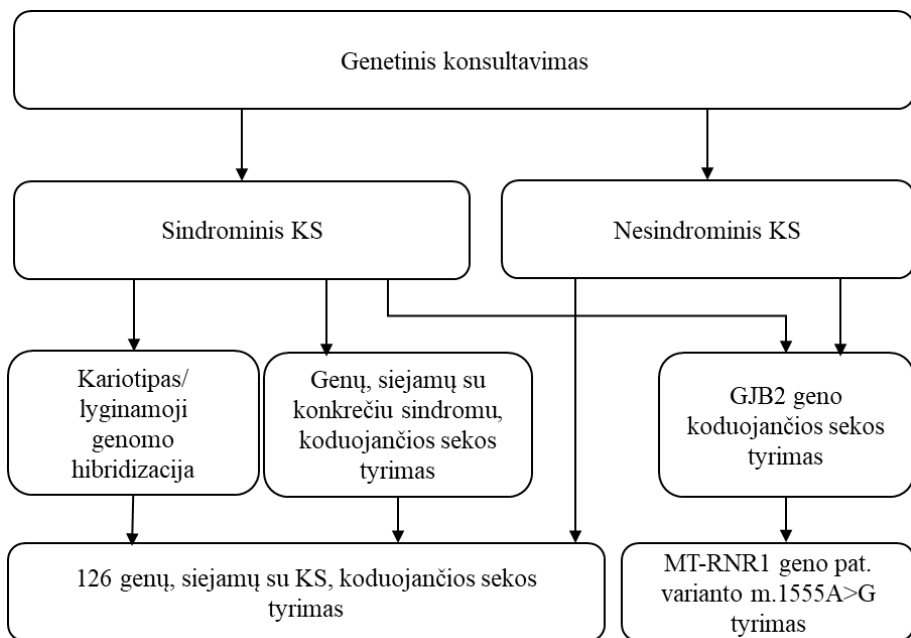 Genetinis konsultavimas
Sindrominis KS
Nesindrominis KS
Kariotipas/
lyginamoji
genomo
hibridizacija
Genų, siejamų su
konkrečiu sindromu,
koduojančios sekos
tyrimas
GJB2 geno
koduojančios sekos
tyrimas
126 genų, siejamų su KS, koduojančios sekos
tyrimas
MT-RNR1 geno pat.
varianto m.1555A>G
tyrimas